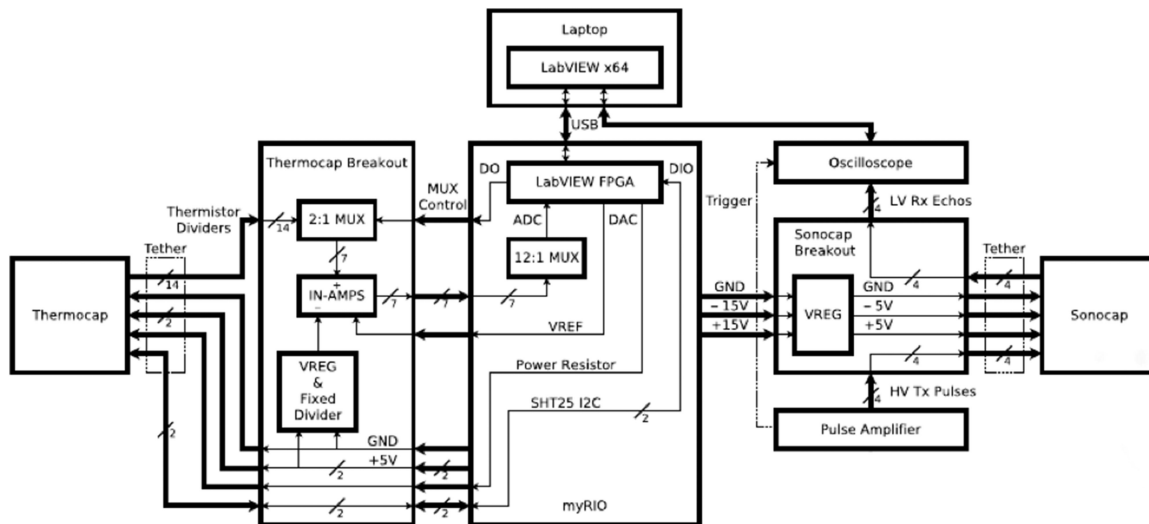 Laptop
LabVIEW x64
USB
Thermocap Breakout
DO
DIO
LabVIEW FPGA
Oscilloscope
MUX
Control
Thermistor
Dividers
2:1 MUX
14
ADC
DAC
Trigger
4
LV Rx Echos
Tether
7
12:1 MUX
Sonocap
Breakout
Tether
14
IN-AMPS
+
−
7
7
7
GND
−15V
+15V
VREG
GND
−5V
+5V
4
4
Thermocap
2
VREF
Sonocap
VREG
&
Fixed
Divider
Power Resistor
4
4
4
HV Tx Pulses
SHT25 I2C
2
Pulse Amplifier
2
GND
+5V
2
2
2
2
myRIO